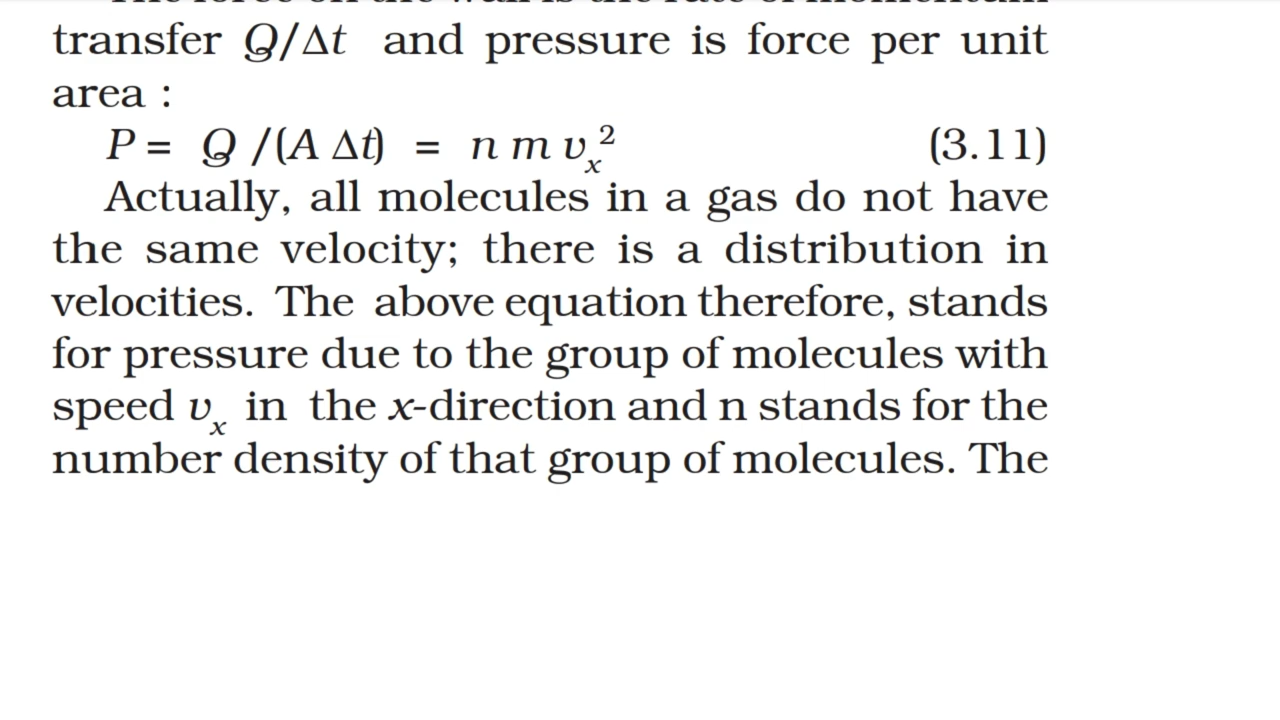 transfer Q/Δt and pressure is force per unit
area :
P = Q /(A Δt) = n m vₓ² (3.11)
Actually, all molecules in a gas do not have
the same velocity; there is a distribution in
velocities. The above equation therefore, stands
for pressure due to the group of molecules with
speed vₓ in the x-direction and n stands for the
number density of that group of molecules. The